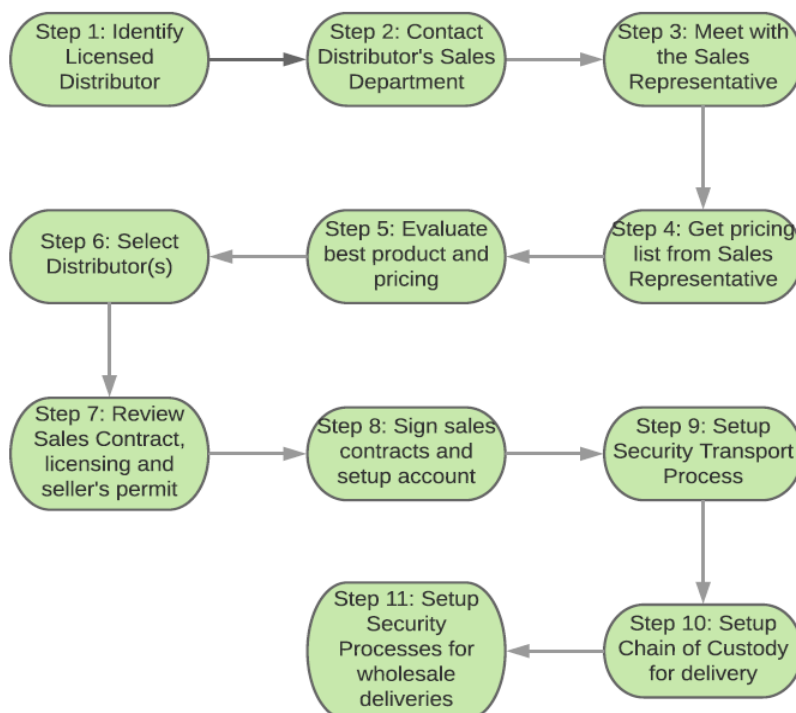 Step 1: Identify
Licensed
Distributor
Step 2: Contact
Distributor's Sales
Department
Step 3: Meet with
the Sales
Representative
Step 4: Get pricing
list from Sales
Representative
Step 5: Evaluate
best product and
pricing
Step 6: Select
Distributor(s)
Step 7: Review
Sales Contract,
licensing and
seller's permit
Step 8: Sign sales
contracts and
setup account
Step 9: Setup
Security Transport
Process
Step 10: Setup
Chain of Custody
for delivery
Step 11: Setup
Security
Processes for
wholesale
deliveries